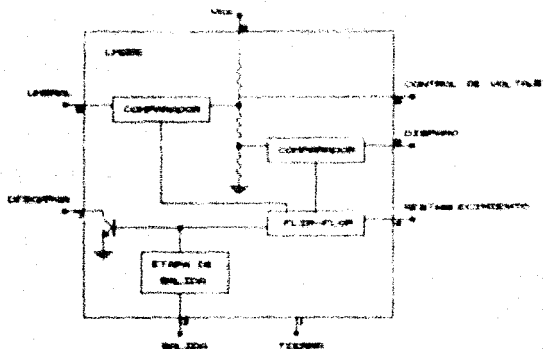 VCC
LM555
UMBRAL
CONTROL DE VOLTAJE
COMPARADOR
DISPARO
COMPARADOR
DESCARGA
RESTABLECIMIENTO
FLIP-FLOP
ETAPA DE
SALIDA
SALIDA
TIERRA